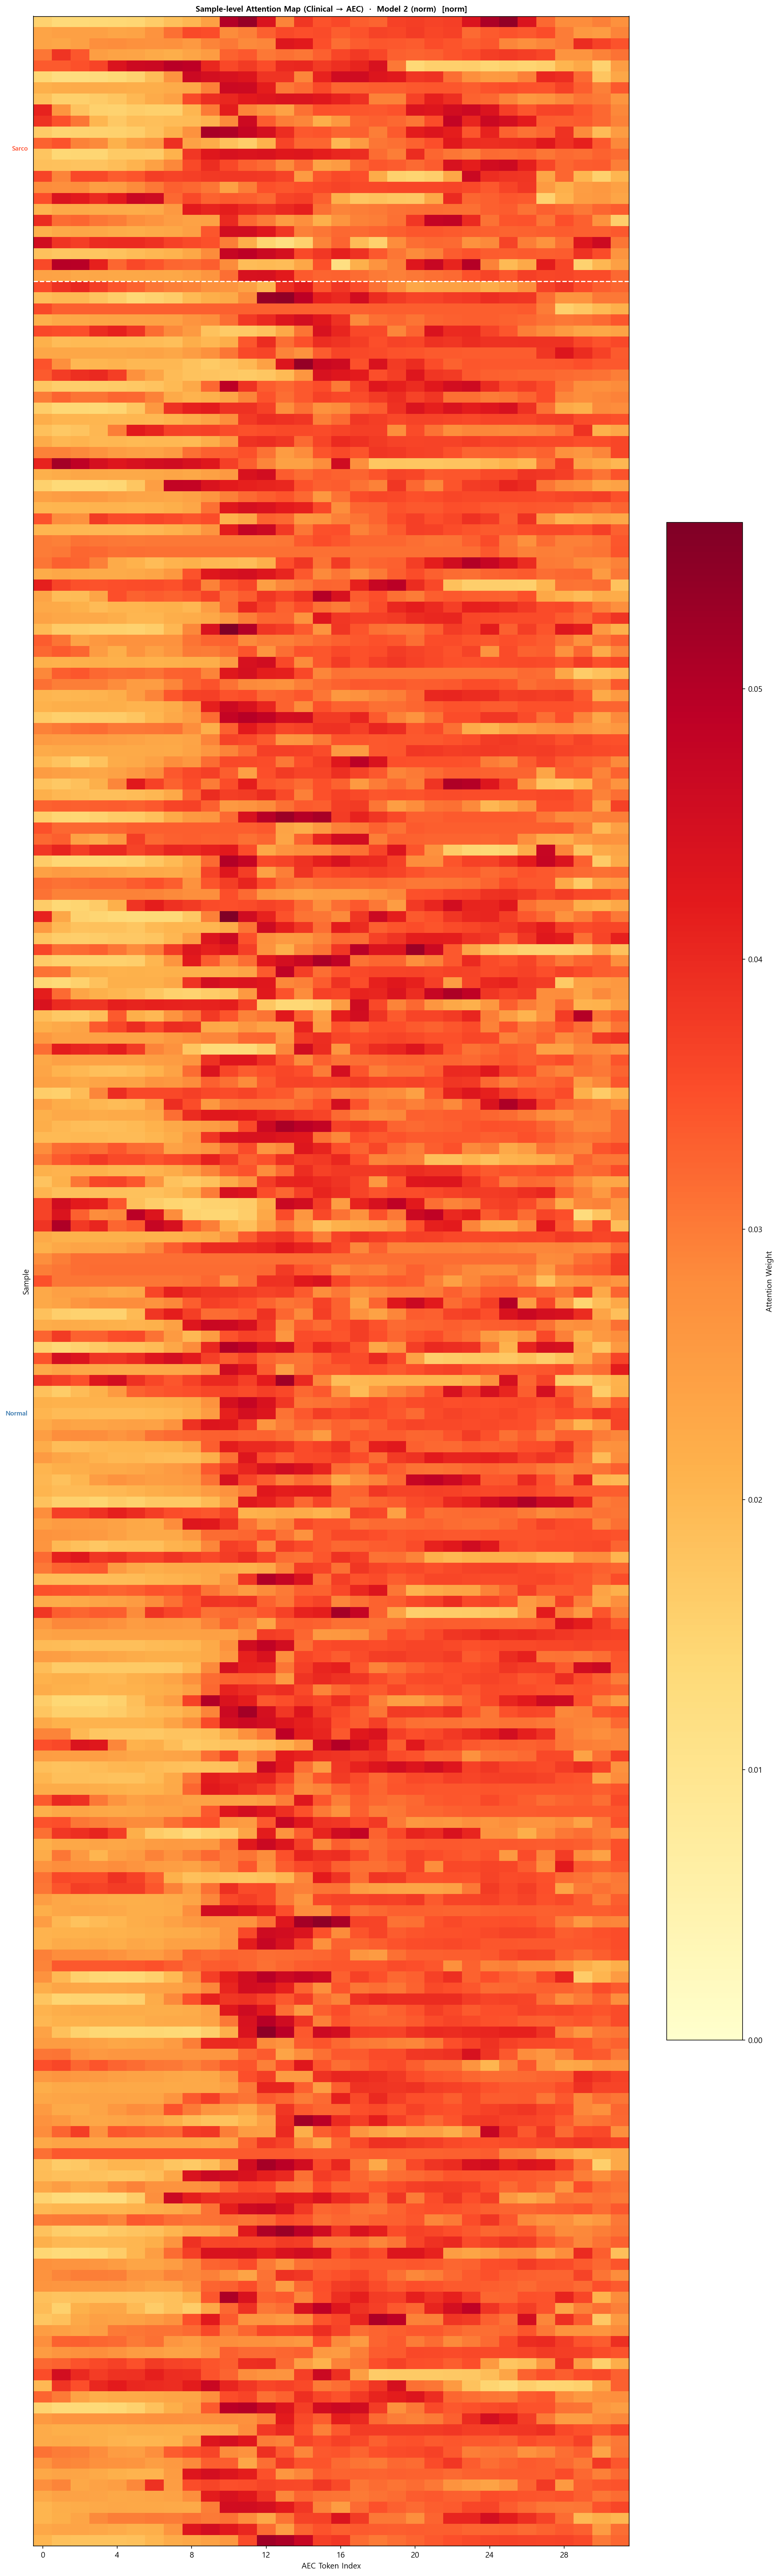 Sample-level Attention Map (Clinical → AEC)  ·  Model 2 (norm)  [norm]
Sarco
0.05
0.04
Attention Weight
0.03
Sample
Normal
0.02
0.01
0.00
0 4 8 12 16 20 24 28
AEC Token Index